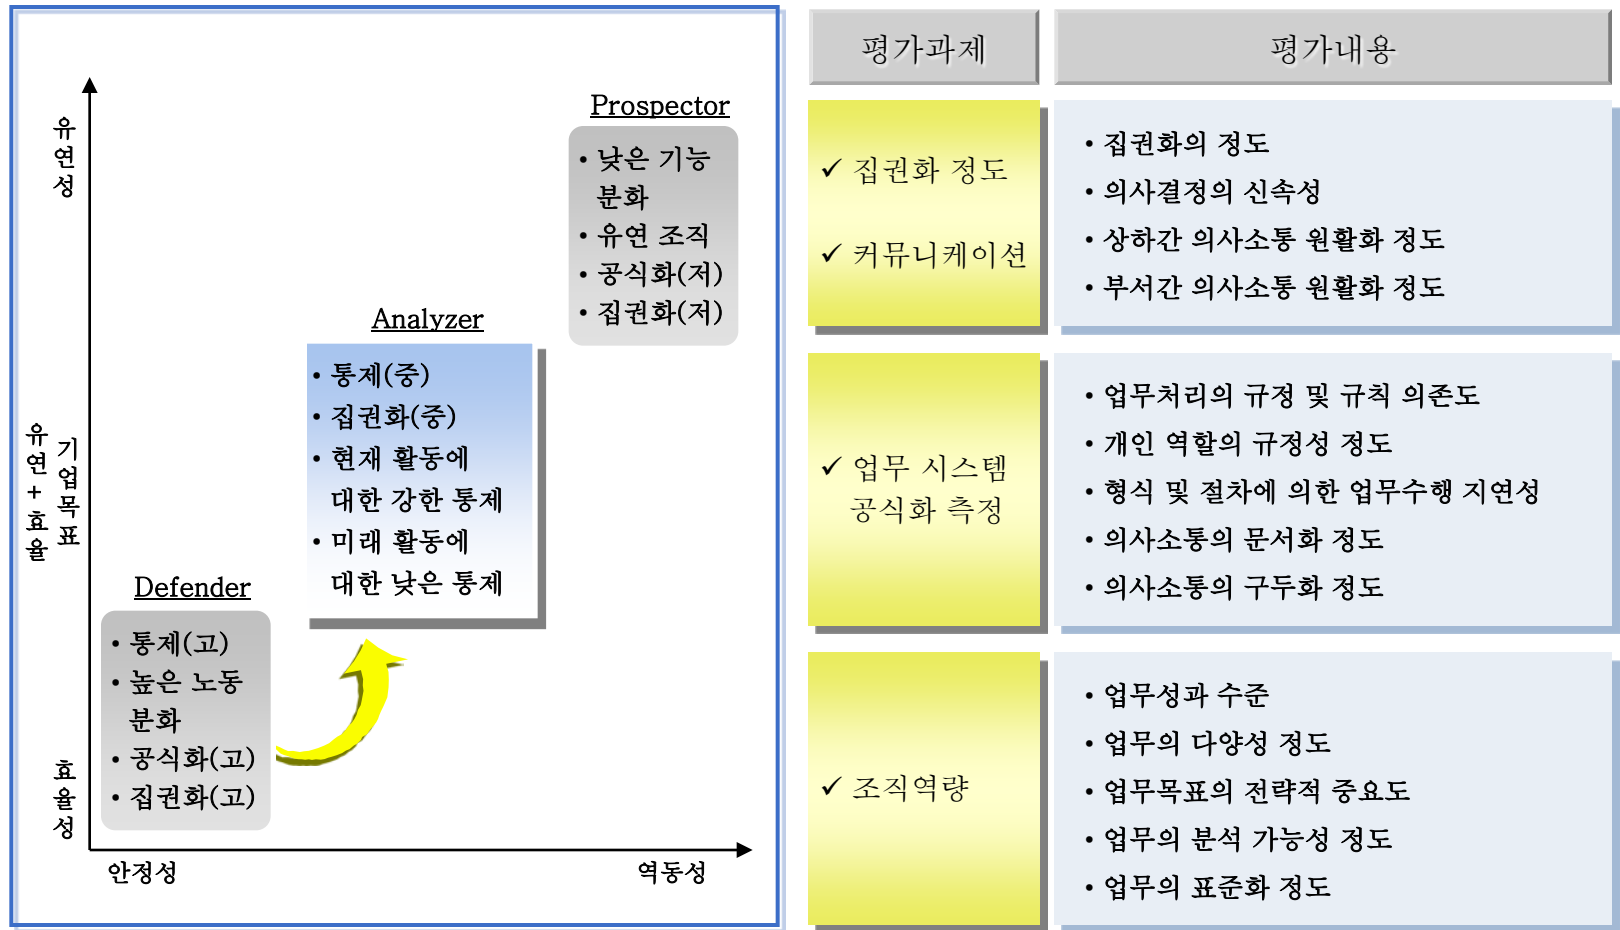 유연성
기업목표
유연+효율
효율성
안정성
역동성
Prospector
• 낮은 기능
분화
• 유연 조직
• 공식화(저)
• 집권화(저)
Analyzer
• 통제(중)
• 집권화(중)
• 현재 활동에
대한 강한 통제
• 미래 활동에
대한 낮은 통제
Defender
• 통제(고)
• 높은 노동
분화
• 공식화(고)
• 집권화(고)
평가과제
평가내용
✓ 집권화 정도
✓ 커뮤니케이션
• 집권화의 정도
• 의사결정의 신속성
• 상하간 의사소통 원활화 정도
• 부서간 의사소통 원활화 정도
✓ 업무 시스템
공식화 측정
• 업무처리의 규정 및 규칙 의존도
• 개인 역할의 규정성 정도
• 형식 및 절차에 의한 업무수행 지연성
• 의사소통의 문서화 정도
• 의사소통의 구두화 정도
✓ 조직역량
• 업무성과 수준
• 업무의 다양성 정도
• 업무목표의 전략적 중요도
• 업무의 분석 가능성 정도
• 업무의 표준화 정도